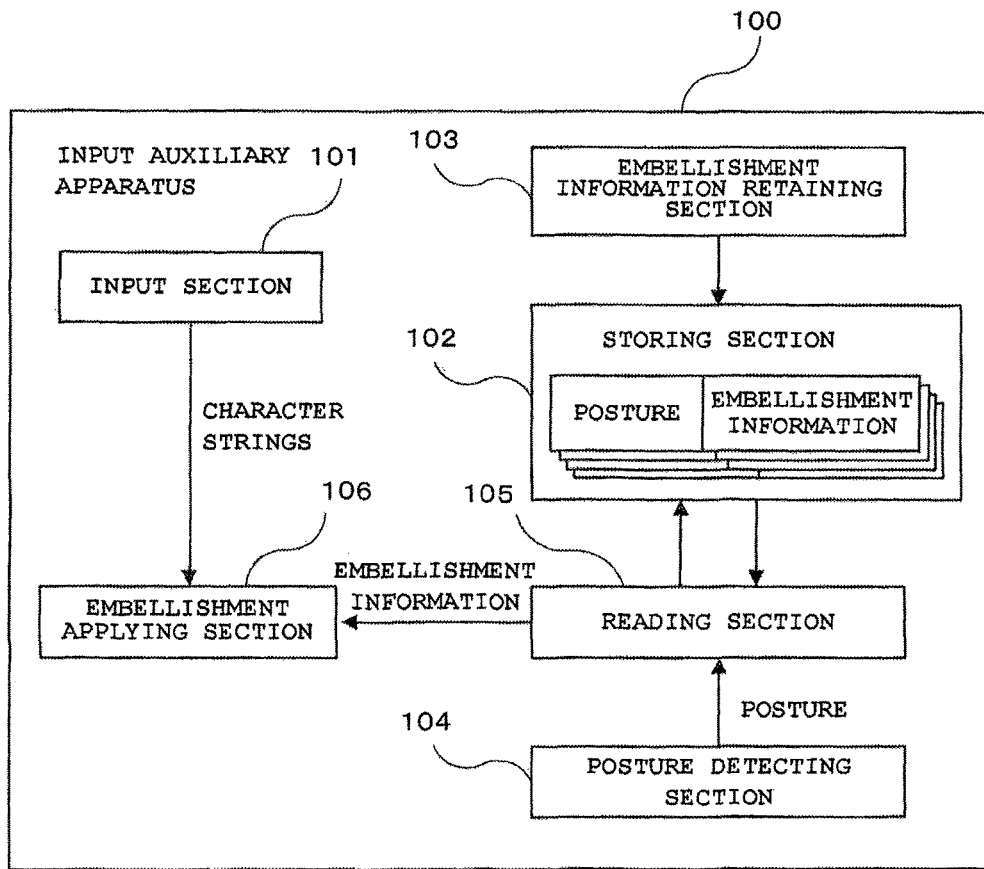 100
INPUT AUXILIARY
APPARATUS
101
103
EMBELLISHMENT
INFORMATION RETAINING
SECTION
INPUT SECTION
102
STORING SECTION
POSTURE
EMBELLISHMENT
INFORMATION
CHARACTER
STRINGS
106
105
EMBELLISHMENT
INFORMATION
EMBELLISHMENT
APPLYING SECTION
READING SECTION
POSTURE
104
POSTURE DETECTING
SECTION